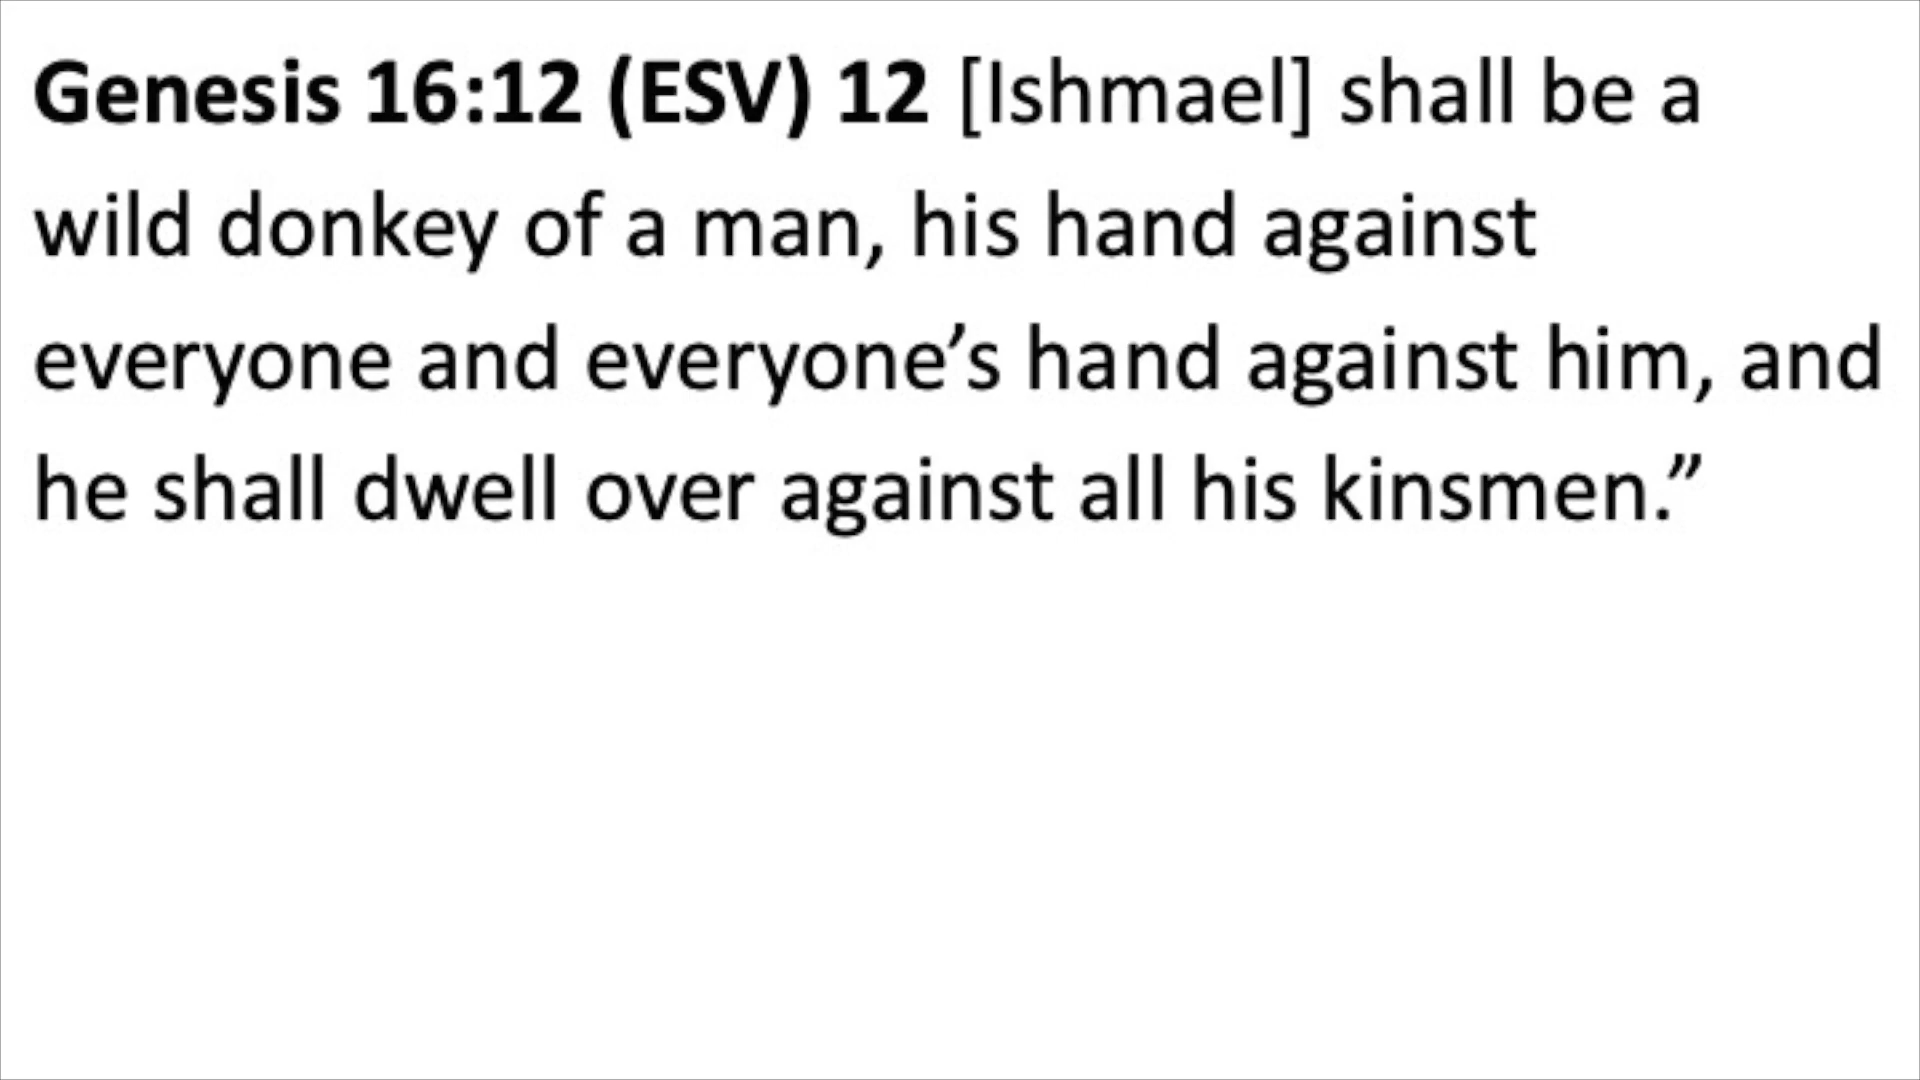 Genesis 16:12 (ESV) 12 [Ishmael] shall be a
wild donkey of a man, his hand against
everyone and everyone’s hand against him, and
he shall dwell over against all his kinsmen.”